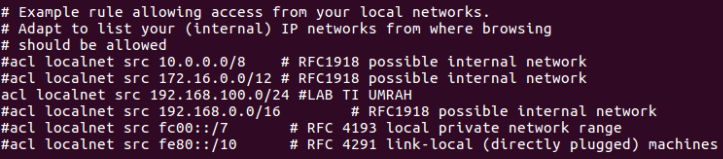 # Example rule allowing access from your local networks.
# Adapt to list your (internal) IP networks from where browsing
# should be allowed
#acl localnet src 10.0.0.0/8 # RFC1918 possible internal network
#acl localnet src 172.16.0.0/12 # RFC1918 possible internal network
acl localnet src 192.168.100.0/24 #LAB TI UMRAH
#acl localnet src 192.168.0.0/16 # RFC1918 possible internal network
#acl localnet src fc00::/7 # RFC 4193 local private network range
#acl localnet src fe80::/10 # RFC 4291 link-local (directly plugged) machines